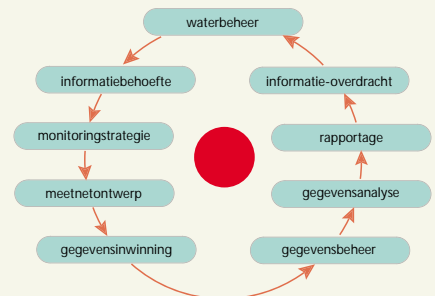 waterbeheer
informatiebehoefte
informatie-overdracht
monitoringstrategie
rapportage
meetnetontwerp
gegevensanalyse
gegevensinwinning
gegevensbeheer